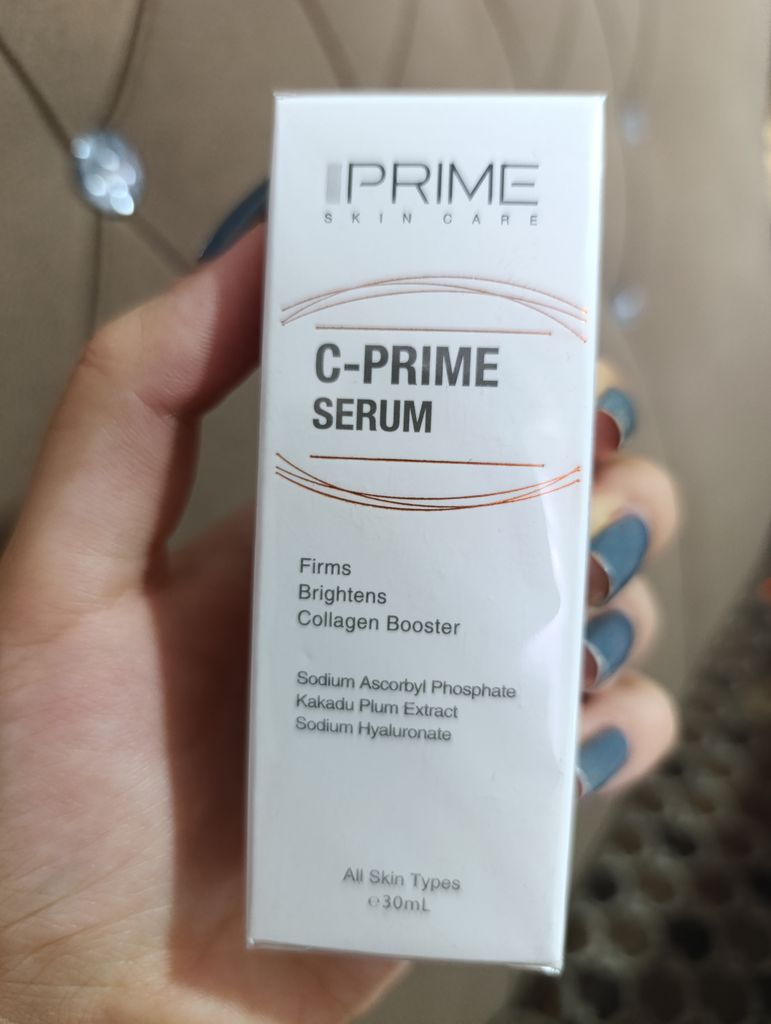 PRIME
SKIN CARE
C-PRIME
SERUM
Firms
Brightens
Collagen Booster
Sodium Ascorbyl Phosphate
Kakadu Plum Extract
Sodium Hyaluronate
All Skin Types
℮30mL